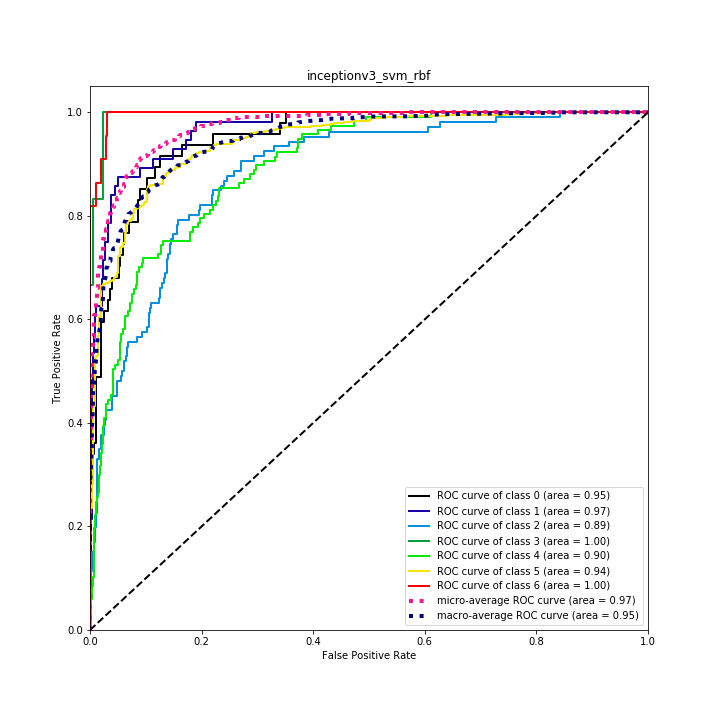 inceptionv3_svm_rbf
1.0
0.8
0.6
0.4
0.2
0.0
True Positive Rate
ROC curve of class 0 (area = 0.95)
ROC curve of class 1 (area = 0.97)
ROC curve of class 2 (area = 0.89)
ROC curve of class 3 (area = 1.00)
ROC curve of class 4 (area = 0.90)
ROC curve of class 5 (area = 0.94)
ROC curve of class 6 (area = 1.00)
micro-average ROC curve (area = 0.97)
macro-average ROC curve (area = 0.95)
0.0 0.2 0.4 0.6 0.8 1.0
False Positive Rate